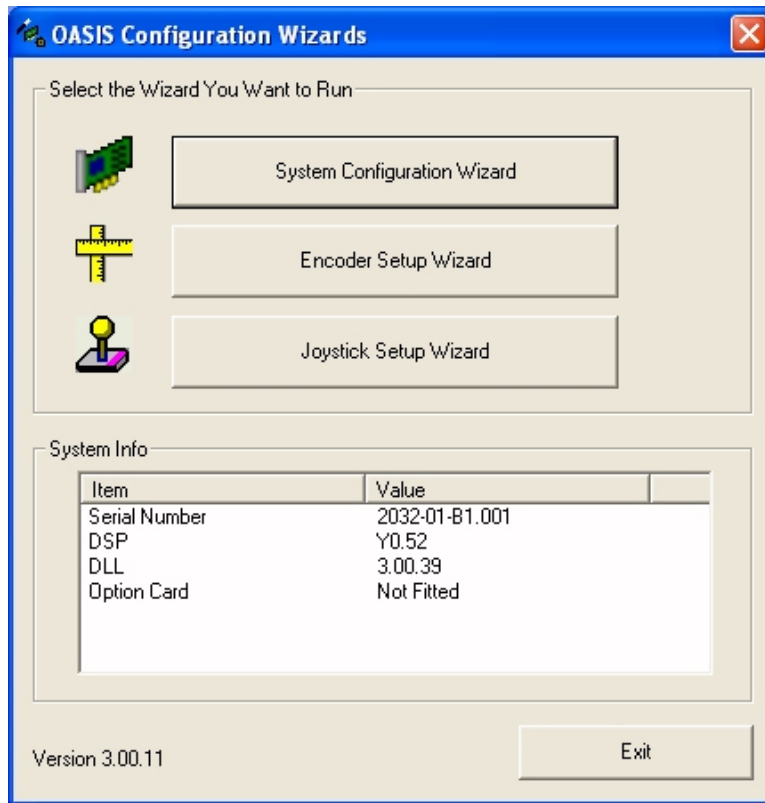 OASIS Configuration Wizards
Select the Wizard You Want to Run
System Configuration Wizard
Encoder Setup Wizard
Joystick Setup Wizard
System Info
Item Value
Serial Number 2032-01-B1.001
DSP Y0.52
DLL 3.00.39
Option Card Not Fitted
Version 3.00.11 Exit